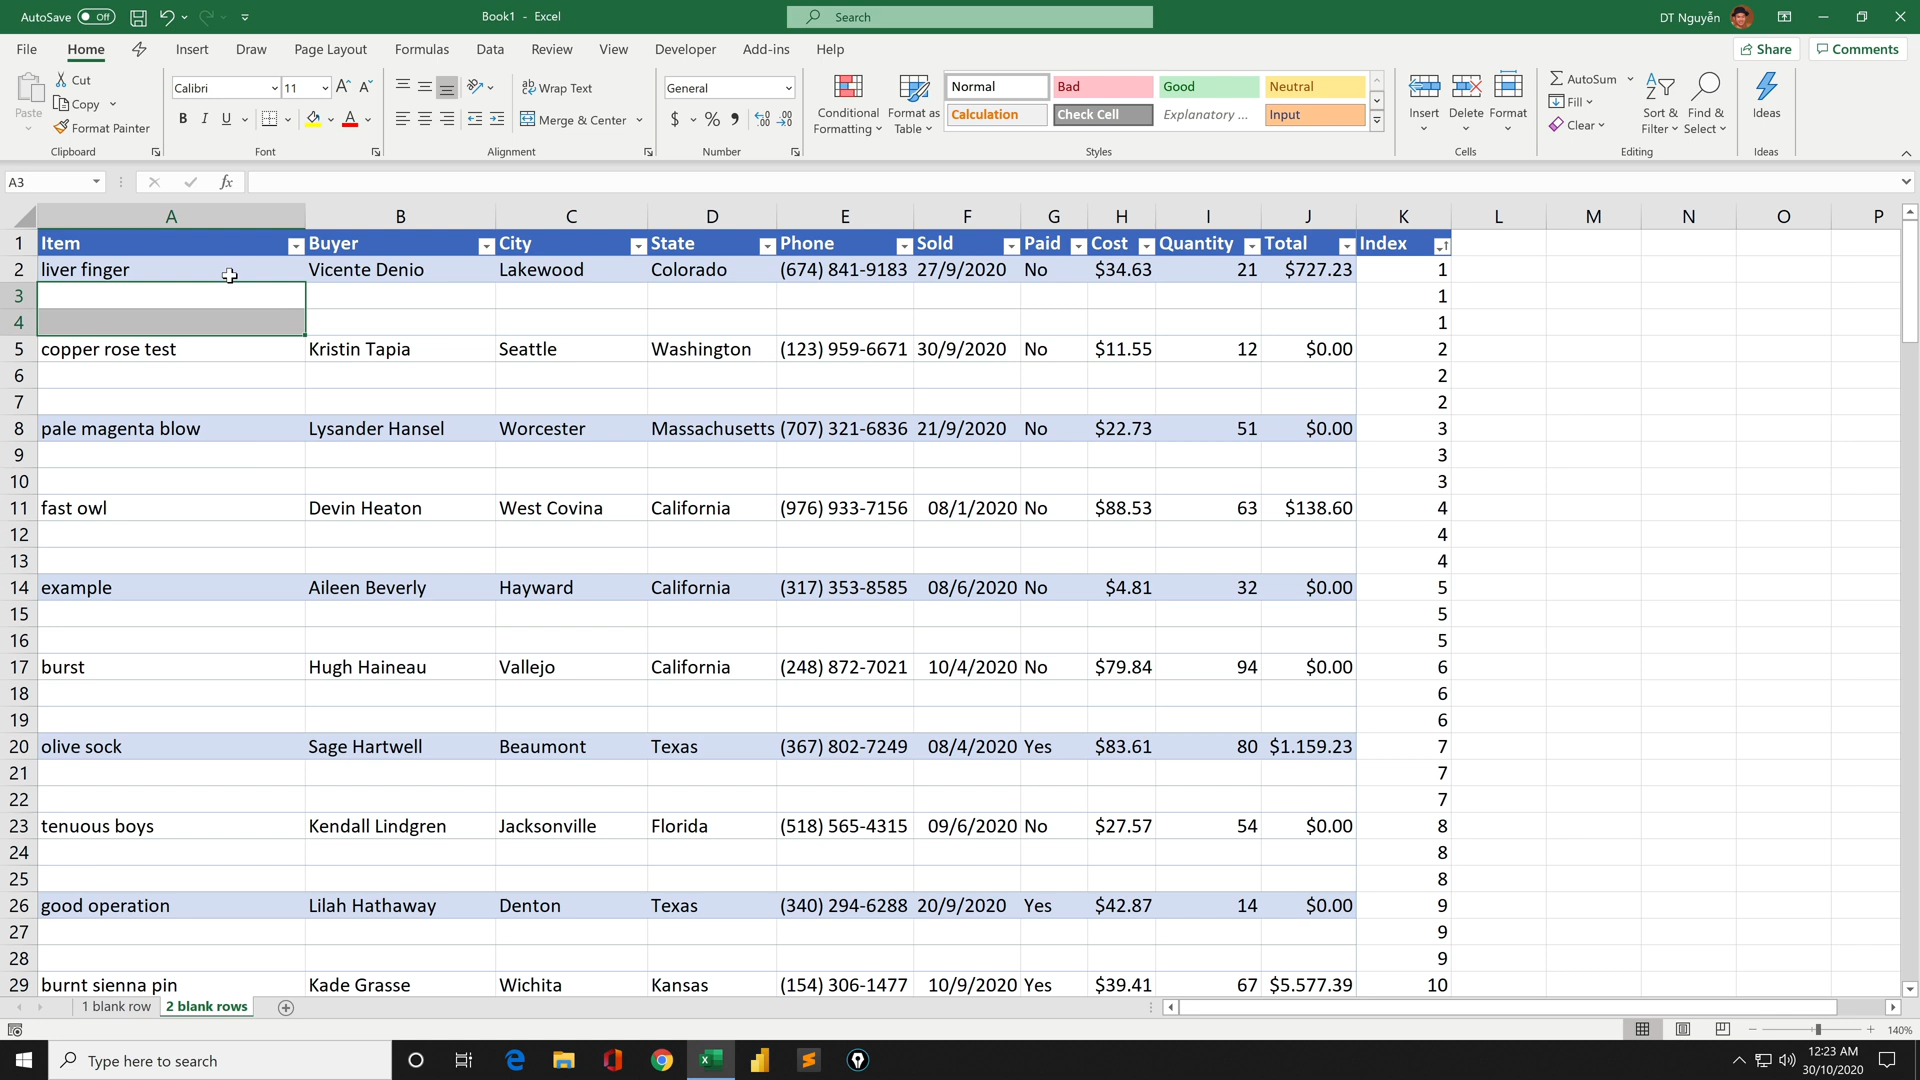 AutoSave Off Book1 - Excel Search DT Nguyễn
File Home Insert Draw Page Layout Formulas Data Review View Developer Add-ins Help Share Comments
Paste Cut Copy Format Painter Clipboard
Calibri 11 B I U A Font
Wrap Text Merge & Center Alignment
General $ % Number
Conditional Formatting Format as Table
Normal Bad Good Neutral
Calculation Check Cell Explanatory ... Input
Styles
Insert Delete Format Cells
AutoSum Fill Clear Sort & Filter Find & Select Editing
Ideas Ideas
A3 fx
A B C D E F G H I J K L M N O P
1 Item Buyer City State Phone Sold Paid Cost Quantity Total Index
2 liver finger Vicente Denio Lakewood Colorado (674) 841-9183 27/9/2020 No $34.63 21 $727.23 1
3 1
4 1
5 copper rose test Kristin Tapia Seattle Washington (123) 959-6671 30/9/2020 No $11.55 12 $0.00 2
6 2
7 2
8 pale magenta blow Lysander Hansel Worcester Massachusetts (707) 321-6836 21/9/2020 No $22.73 51 $0.00 3
9 3
10 3
11 fast owl Devin Heaton West Covina California (976) 933-7156 08/1/2020 No $88.53 63 $138.60 4
12 4
13 4
14 example Aileen Beverly Hayward California (317) 353-8585 08/6/2020 No $4.81 32 $0.00 5
15 5
16 5
17 burst Hugh Haineau Vallejo California (248) 872-7021 10/4/2020 No $79.84 94 $0.00 6
18 6
19 6
20 olive sock Sage Hartwell Beaumont Texas (367) 802-7249 08/4/2020 Yes $83.61 80 $1.159.23 7
21 7
22 7
23 tenuous boys Kendall Lindgren Jacksonville Florida (518) 565-4315 09/6/2020 No $27.57 54 $0.00 8
24 8
25 8
26 good operation Lilah Hathaway Denton Texas (340) 294-6288 20/9/2020 Yes $42.87 14 $0.00 9
27 9
28 9
29 burnt sienna pin Kade Grasse Wichita Kansas (154) 306-1477 10/9/2020 Yes $39.41 67 $5.577.39 10
1 blank row 2 blank rows
140%
Type here to search 12:23 AM
30/10/2020